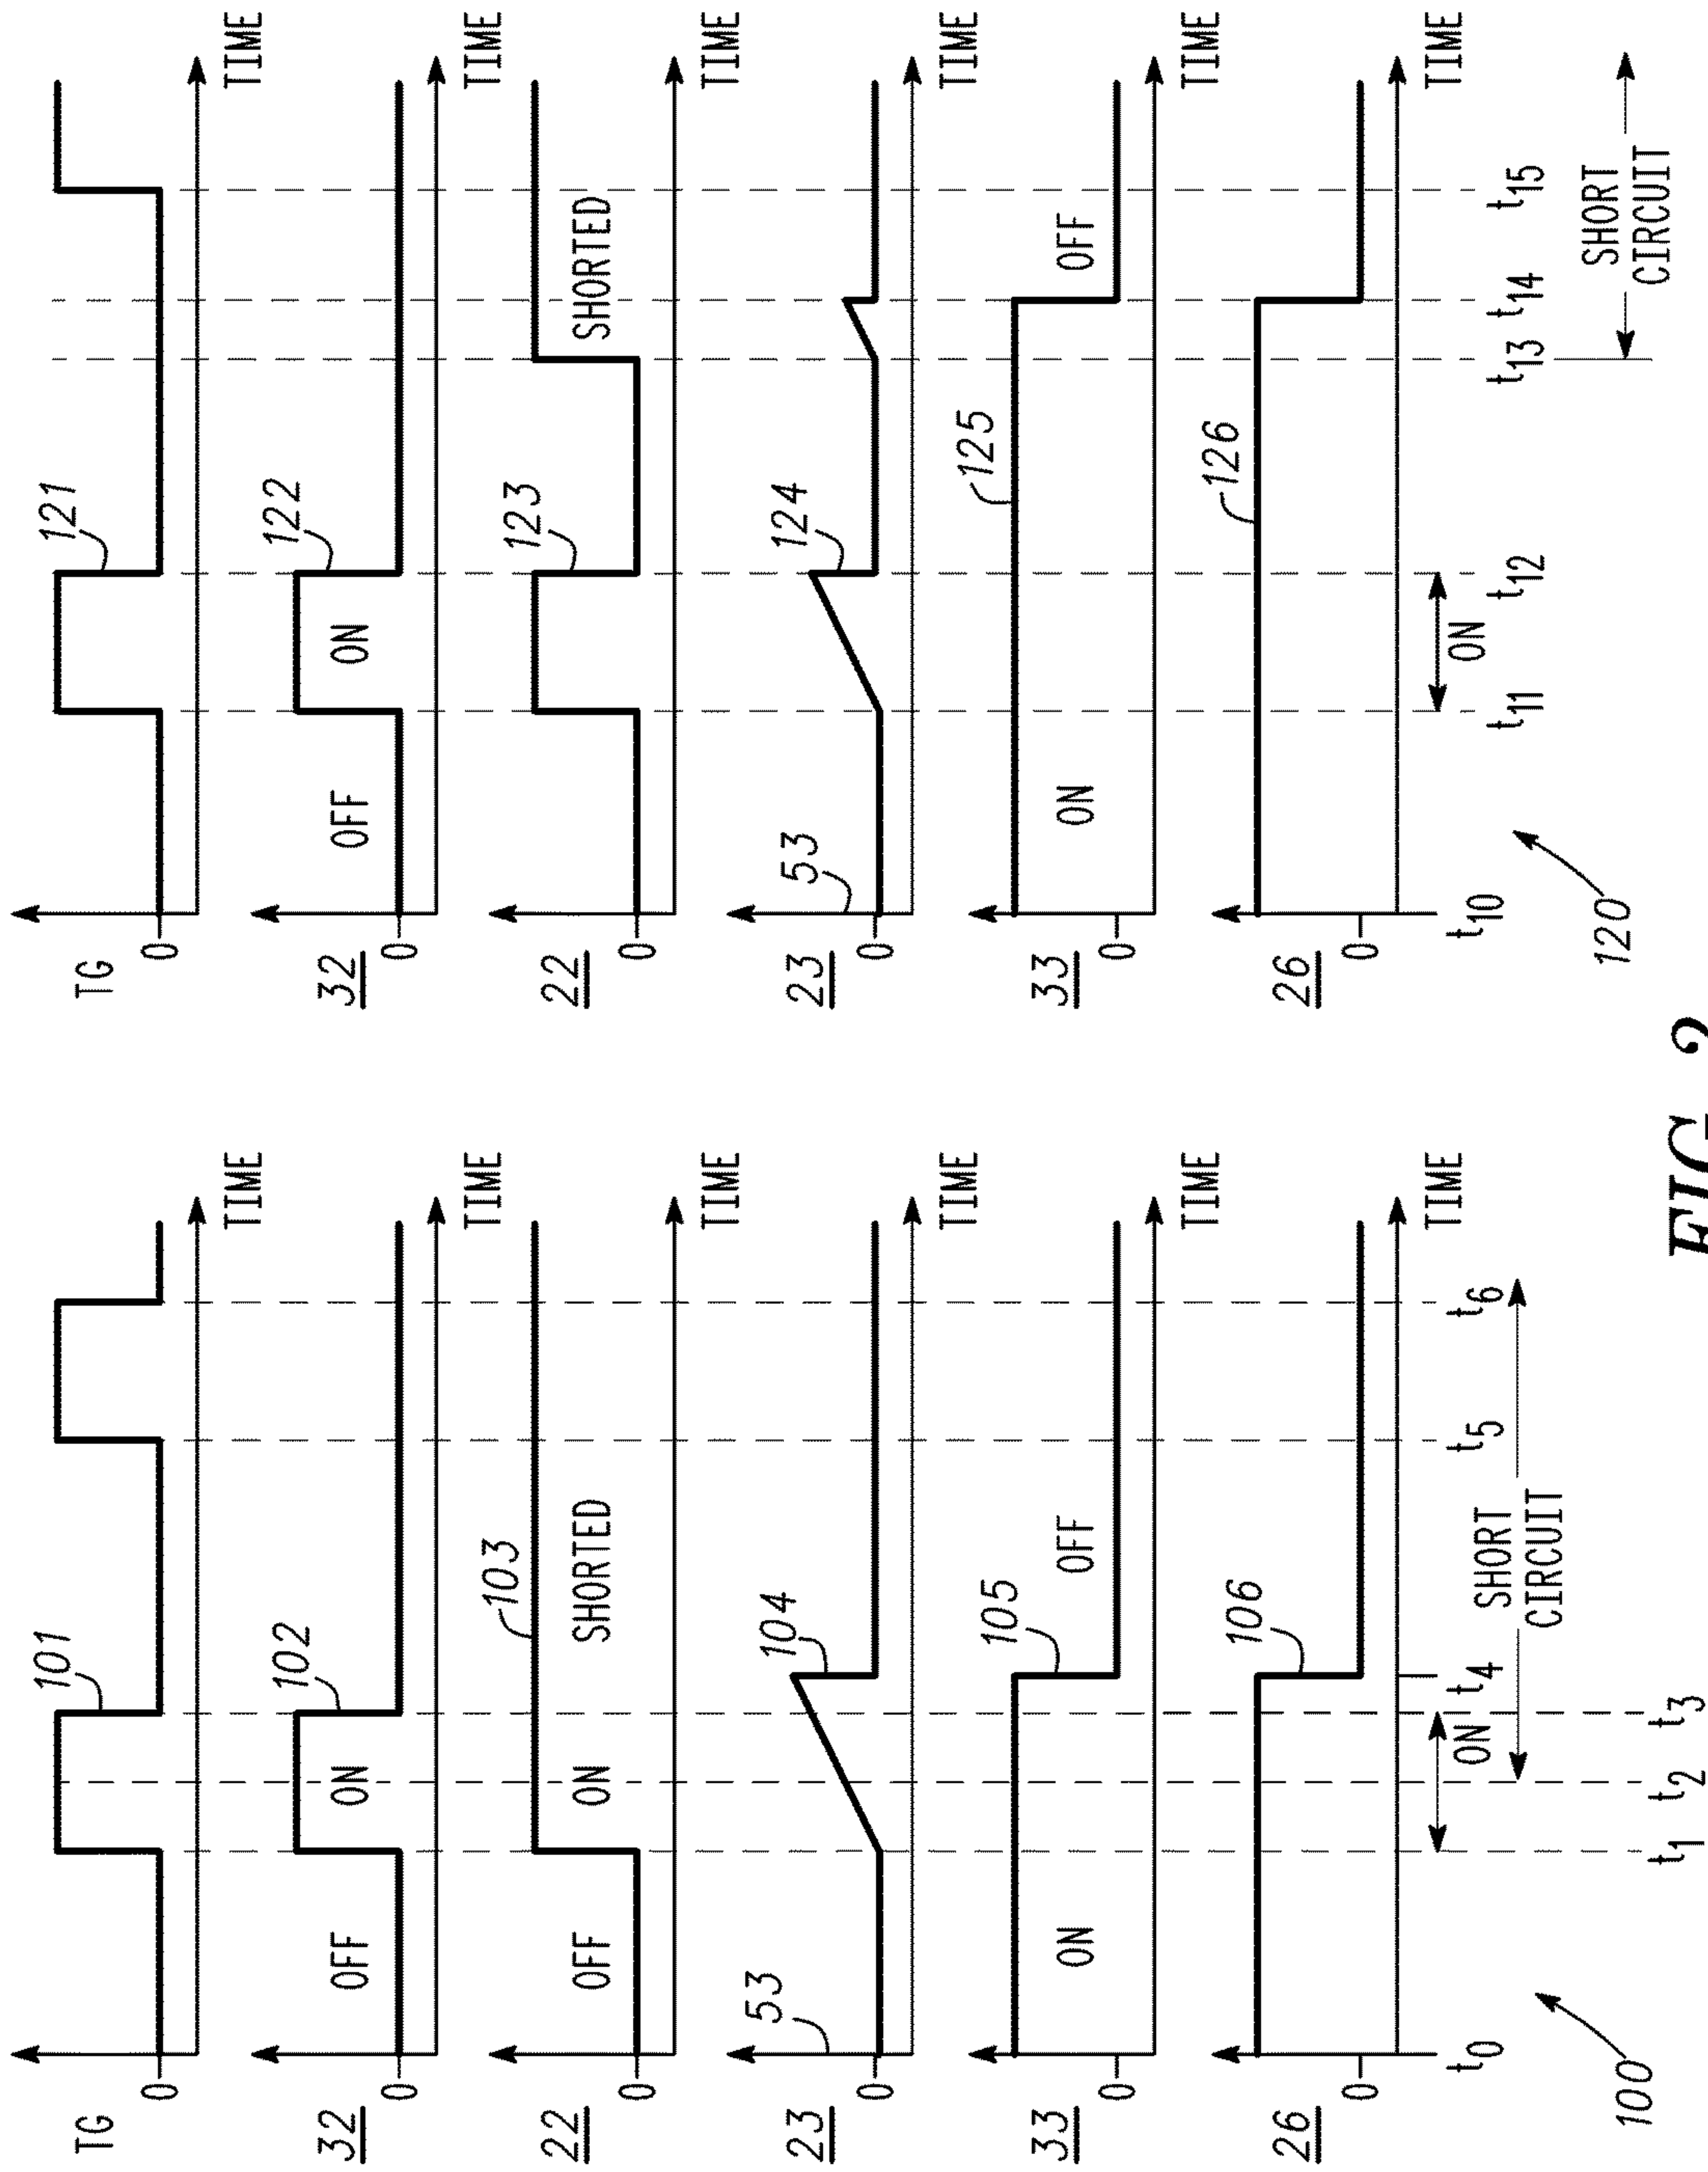 TG
0
101
TIME
32
0
OFF
ON
102
TIME
22
0
OFF
ON
SHORTED
103
TIME
23
0
53
104
TIME
33
0
ON
105
OFF
TIME
26
0
106
TIME
ON
t0
t1
t2
t3
t4
t5
t6
SHORT
CIRCUIT
100
TG
0
121
TIME
32
0
OFF
ON
122
TIME
22
0
123
SHORTED
TIME
23
0
53
124
TIME
33
0
ON
125
OFF
TIME
26
0
126
TIME
ON
t10
t11
t12
t13
t14
t15
SHORT
CIRCUIT
120